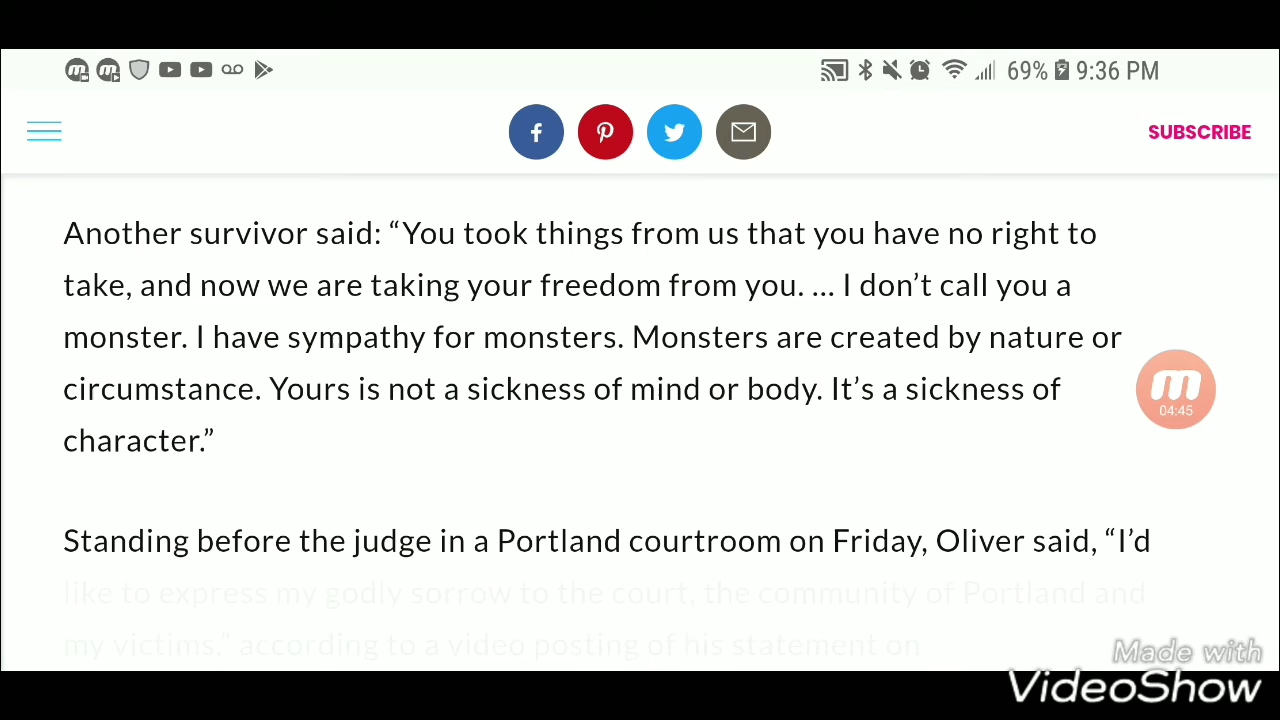 69% 9:36 PM
SUBSCRIBE
Another survivor said: “You took things from us that you have no right to
take, and now we are taking your freedom from you. ... I don’t call you a
monster. I have sympathy for monsters. Monsters are created by nature or
circumstance. Yours is not a sickness of mind or body. It’s a sickness of
character.”
m
04:45
Standing before the judge in a Portland courtroom on Friday, Oliver said, “I’d
like to express my godly sorrow to the court, the community of Portland and
my victims,” according to a video posting of his statement on
Made with
VideoShow